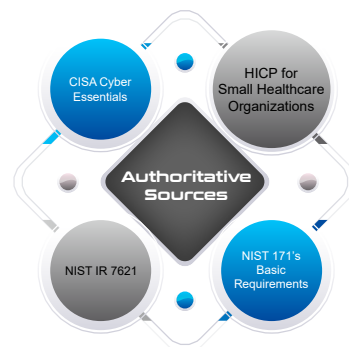 CISA Cyber
Essentials
HICP for
Small Healthcare
Organizations
Authoritative
Sources
NIST IR 7621
NIST 171's
Basic
Requirements